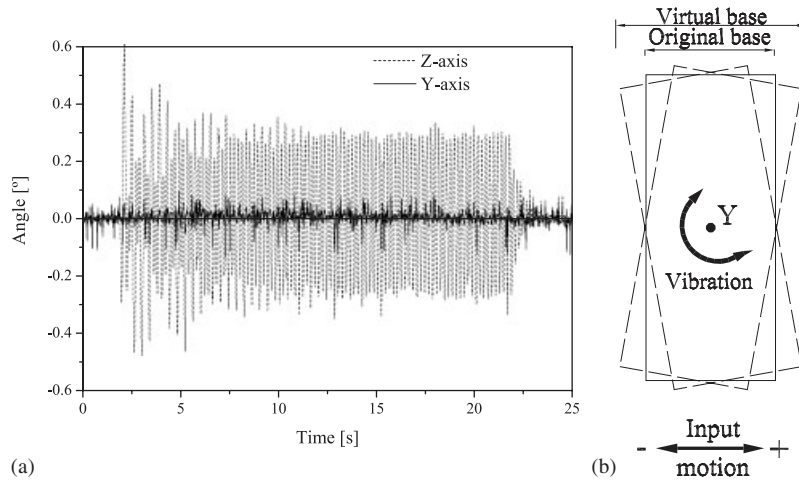 0.6
0.4
0.2
0.0
-0.2
-0.4
-0.6
Angle [º]
Z-axis
Y-axis
0
5
10
15
20
25
Time [s]
(a)
Virtual base
Original base
Y
Vibration
- Input +
motion
(b)